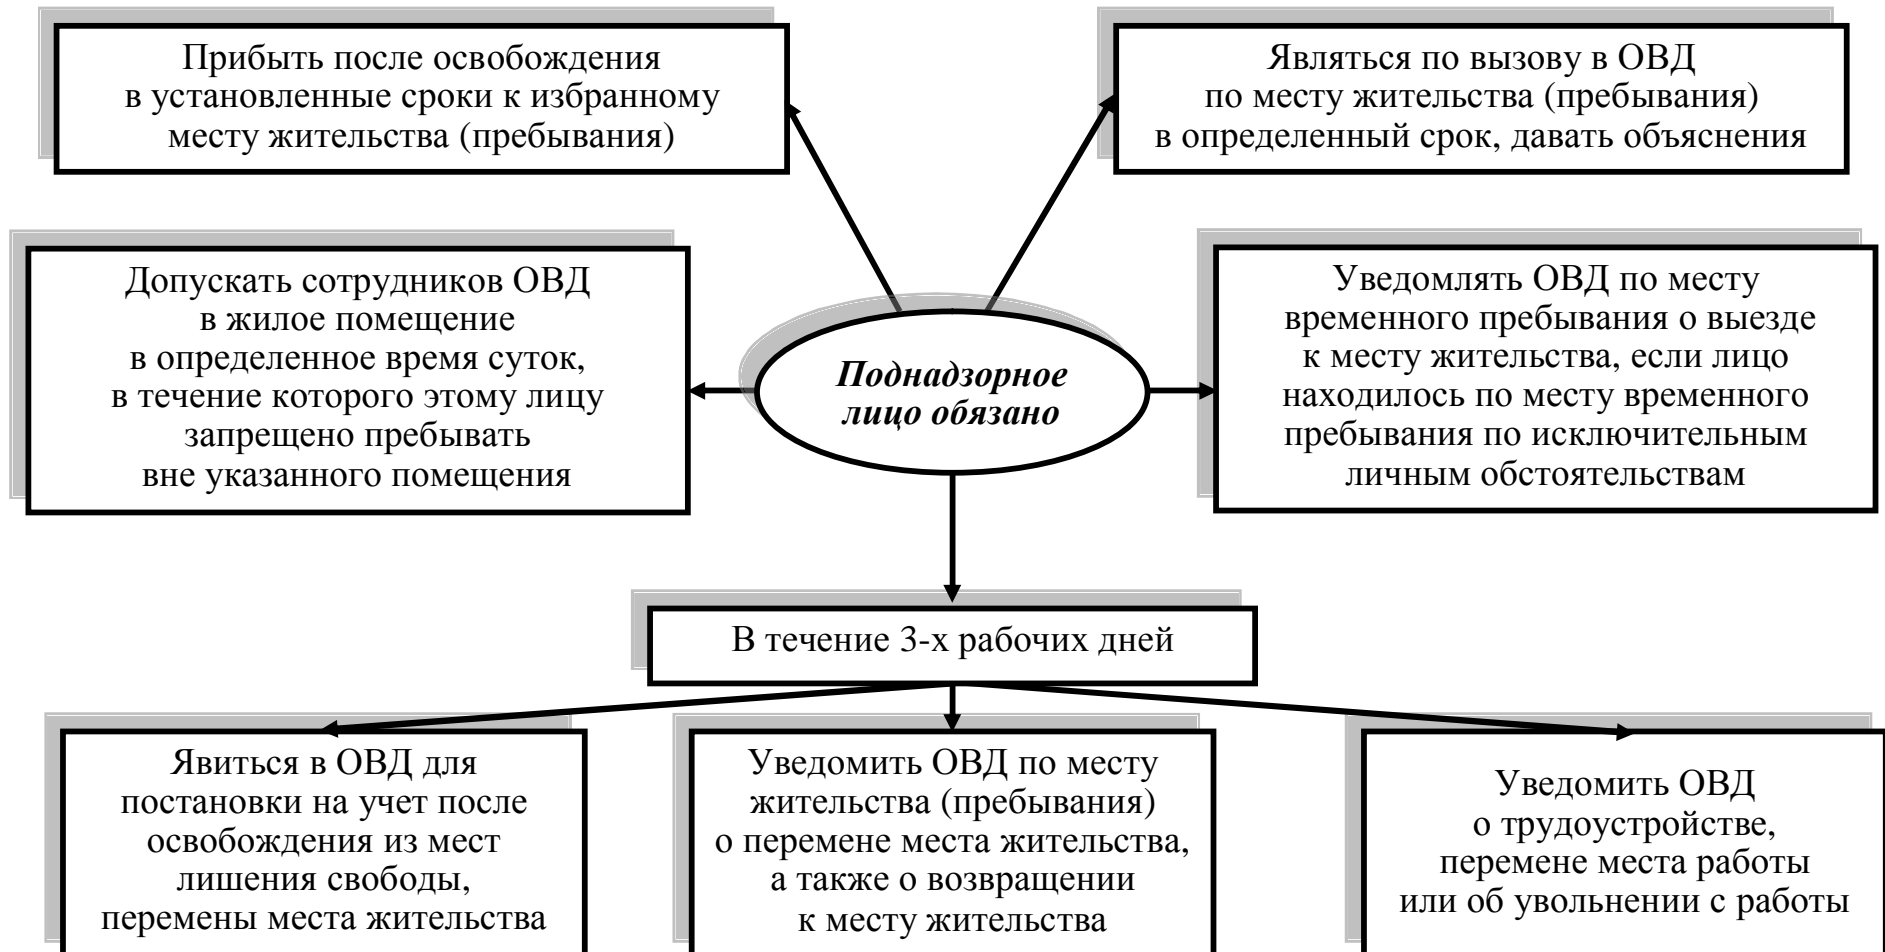 Прибыть после освобождения
в установленные сроки к избранному
месту жительства (пребывания)
Являться по вызову в ОВД
по месту жительства (пребывания)
в определенный срок, давать объяснения
Допускать сотрудников ОВД
в жилое помещение
в определенное время суток,
в течение которого этому лицу
запрещено пребывать
вне указанного помещения
Поднадзорное
лицо обязано
Уведомлять ОВД по месту
временного пребывания о выезде
к месту жительства, если лицо
находилось по месту временного
пребывания по исключительным
личным обстоятельствам
В течение 3-х рабочих дней
Явиться в ОВД для
постановки на учет после
освобождения из мест
лишения свободы,
перемены места жительства
Уведомить ОВД по месту
жительства (пребывания)
о перемене места жительства,
а также о возвращении
к месту жительства
Уведомить ОВД
о трудоустройстве,
перемене места работы
или об увольнении с работы